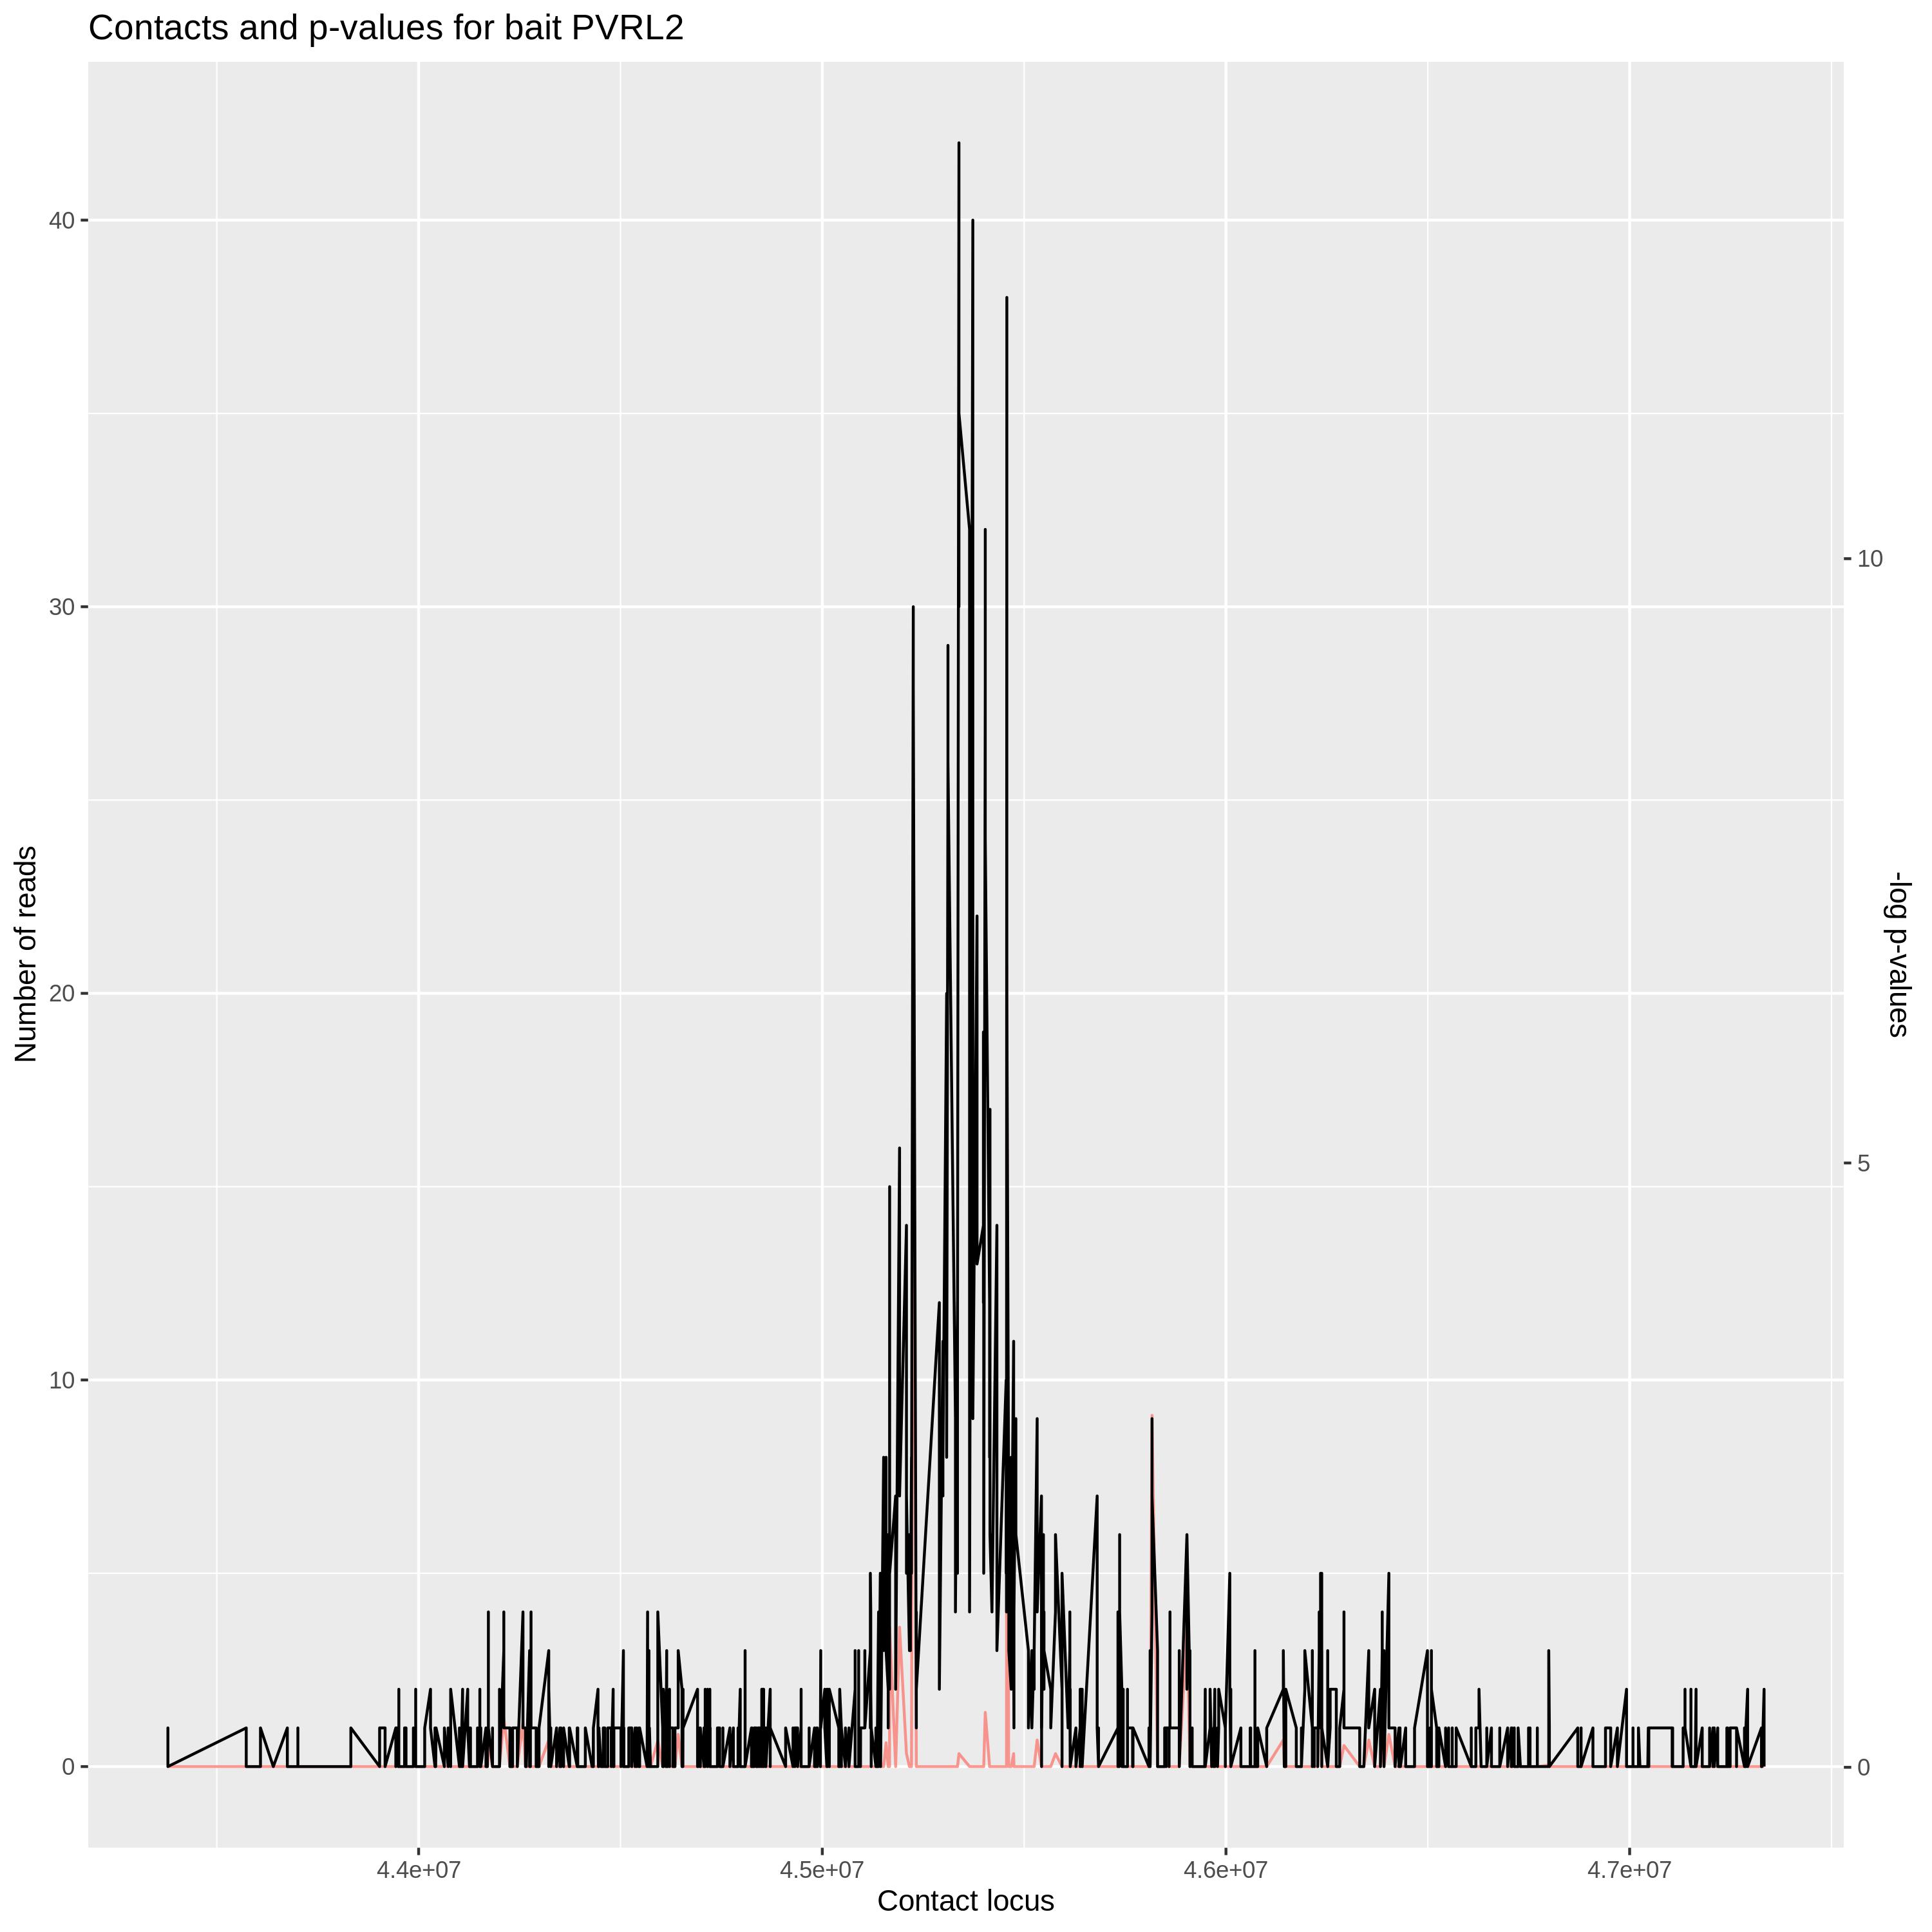 Contacts and p-values for bait PVRL2
40
30
20
10
0
Number of reads
10
5
0
-log p-values
4.4e+07
4.5e+07
4.6e+07
4.7e+07
Contact locus